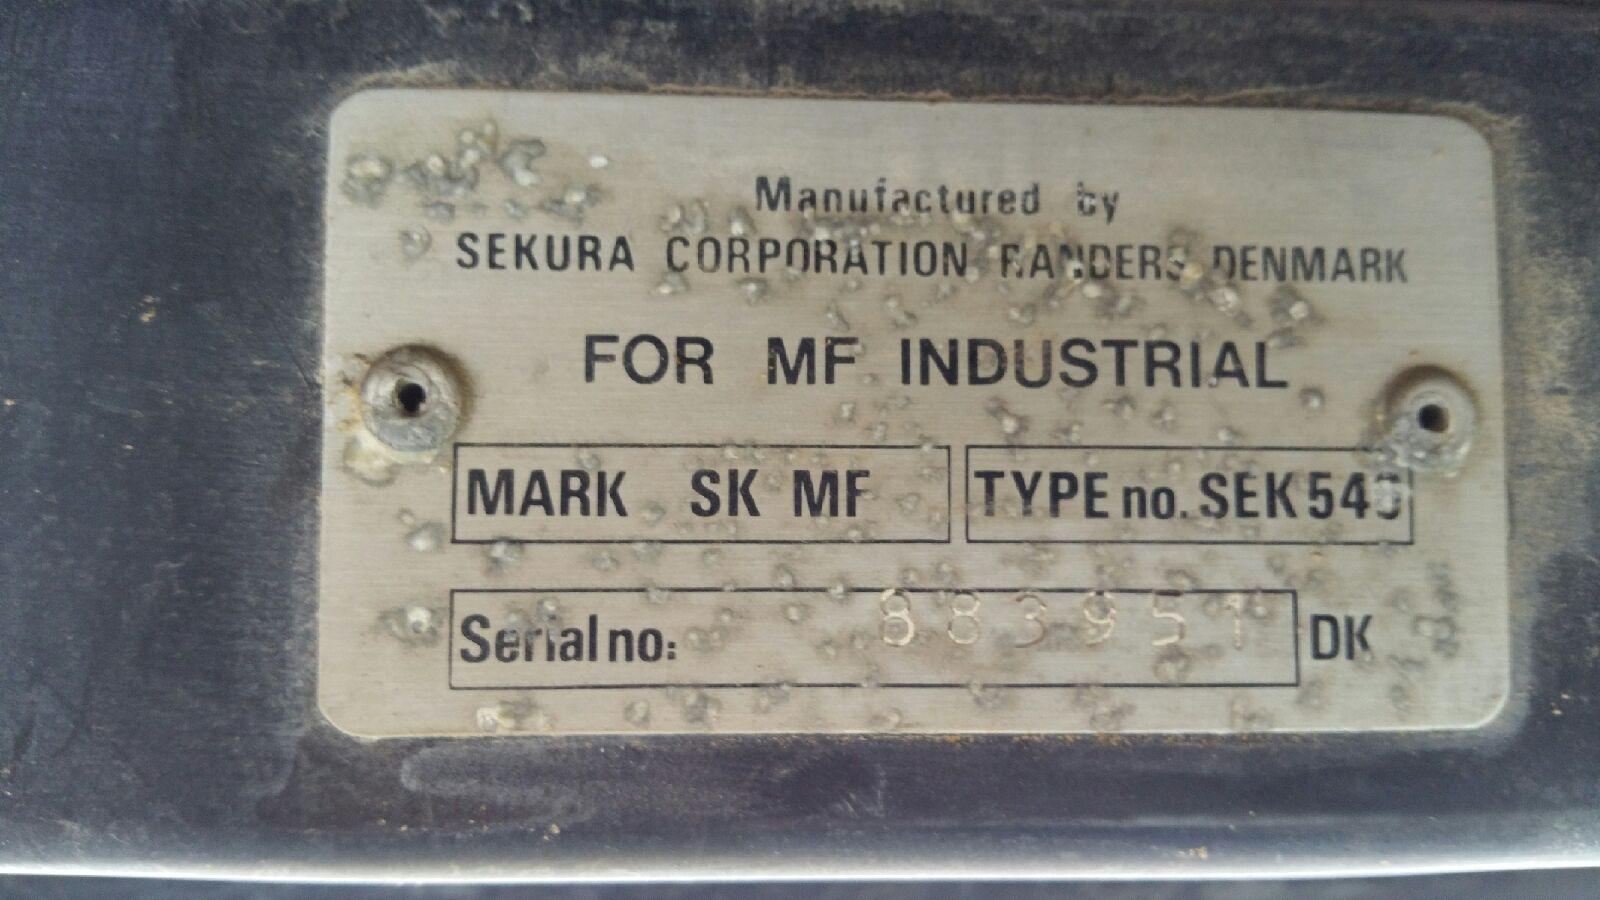 Manufactured by
SEKURA CORPORATION RANDERS DENMARK
FOR MF INDUSTRIAL
MARK SK MF
TYPE no. SEK
Serial no: 883951 DK